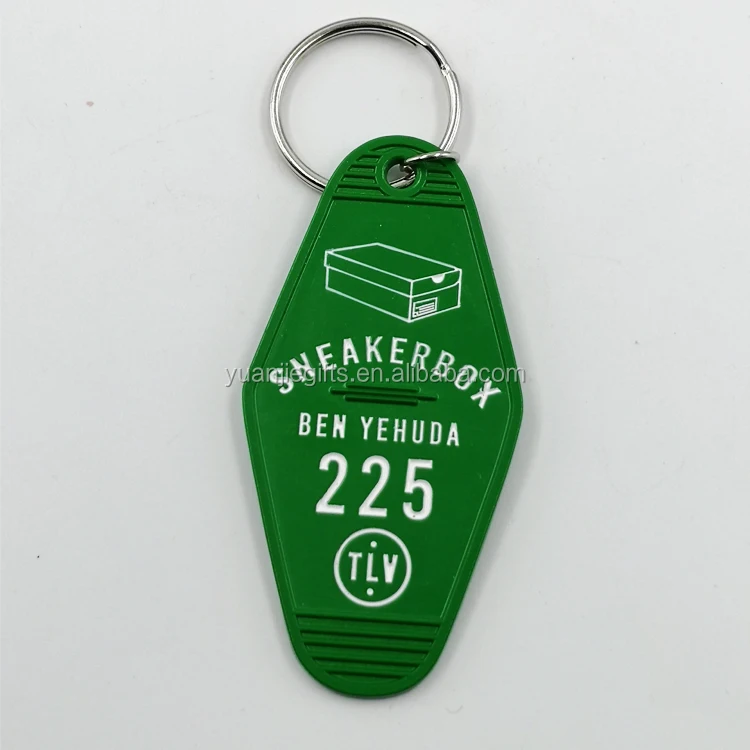 SNEAKERBOX
yuanjiegifts.en.alibaba.com
BEN YEHUDA
225
TLV